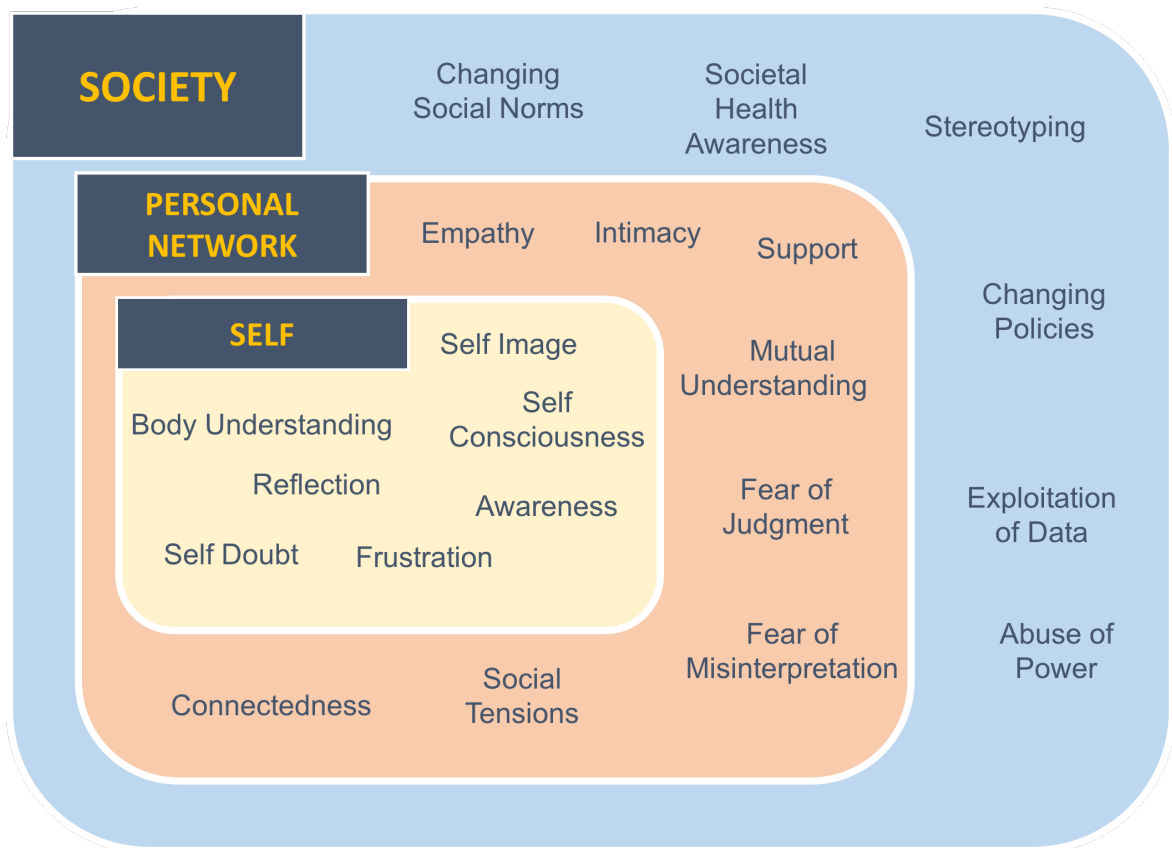 SOCIETY
Changing
Social Norms
Societal
Health
Awareness
Stereotyping
Changing
Policies
Exploitation
of Data
Abuse of
Power
PERSONAL
NETWORK
Empathy
Intimacy
Support
Mutual
Understanding
Fear of
Judgment
Fear of
Misinterpretation
Social
Tensions
Connectedness
SELF
Self Image
Body Understanding
Self
Consciousness
Reflection
Awareness
Self Doubt
Frustration